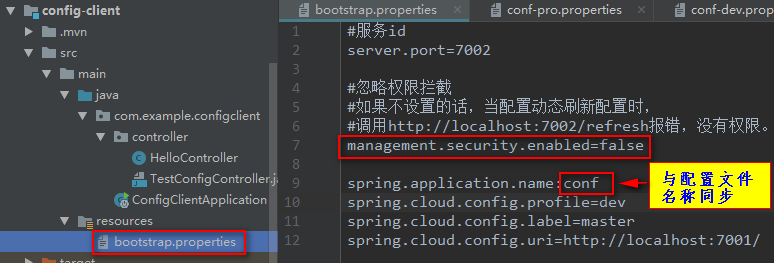 config-client
.mvn
src
main
java
com.example.configclient
controller
HelloController
TestConfigController.ja
ConfigClientApplication
resources
bootstrap.properties
target
bootstrap.properties
conf-pro.properties
conf-dev.prop
1 #服务id
2 server.port=7002
3
4 #忽略权限拦截
5 #如果不设置的话，当配置动态刷新配置时，
6 #调用http://localhost:7002/refresh报错，没有权限。
7 management.security.enabled=false
8
9 spring.application.name:conf
10 spring.cloud.config.profile=dev
11 spring.cloud.config.label=master
12 spring.cloud.config.uri=http://localhost:7001/
与配置文件
名称同步